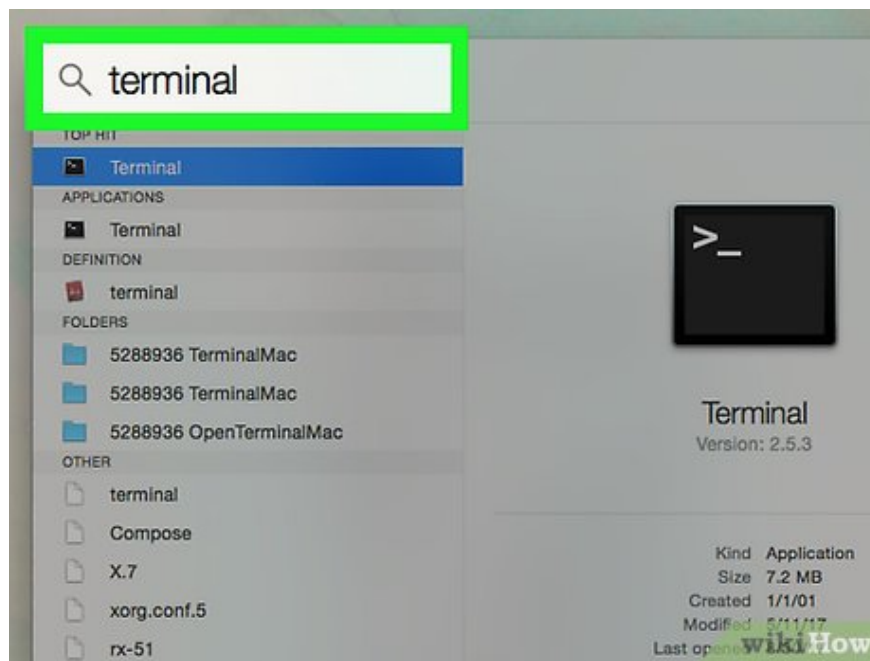 terminal
TOP HIT
Terminal
APPLICATIONS
Terminal
DEFINITION
terminal
FOLDERS
5288936 TerminalMac
5288936 TerminalMac
5288936 OpenTerminalMac
OTHER
terminal
Compose
X.7
xorg.conf.5
rx-51
>_
Terminal
Version: 2.5.3
Kind Application
Size 7.2 MB
Created 1/1/01
Modified 5/11/17
Last opened
wikiHow